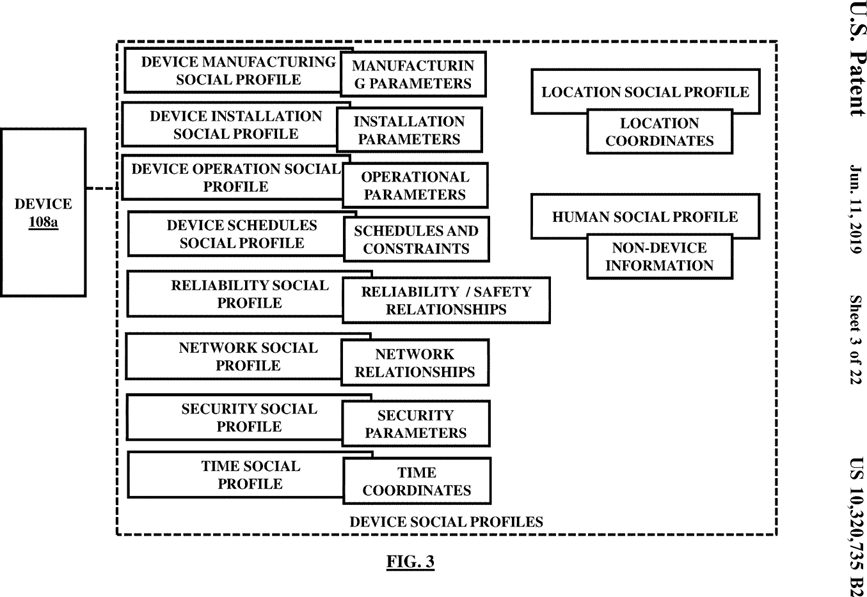 U.S. Patent
Jun. 11, 2019
Sheet 3 of 22
US 10,320,735 B2
DEVICE
108a
DEVICE MANUFACTURING
SOCIAL PROFILE
MANUFACTURIN
G PARAMETERS
DEVICE INSTALLATION
SOCIAL PROFILE
INSTALLATION
PARAMETERS
DEVICE OPERATION SOCIAL
PROFILE
OPERATIONAL
PARAMETERS
DEVICE SCHEDULES
SOCIAL PROFILE
SCHEDULES AND
CONSTRAINTS
RELIABILITY SOCIAL
PROFILE
RELIABILITY / SAFETY
RELATIONSHIPS
NETWORK SOCIAL
PROFILE
NETWORK
RELATIONSHIPS
SECURITY SOCIAL
PROFILE
SECURITY
PARAMETERS
TIME SOCIAL
PROFILE
TIME
COORDINATES
LOCATION SOCIAL PROFILE
LOCATION
COORDINATES
HUMAN SOCIAL PROFILE
NON-DEVICE
INFORMATION
DEVICE SOCIAL PROFILES
FIG. 3